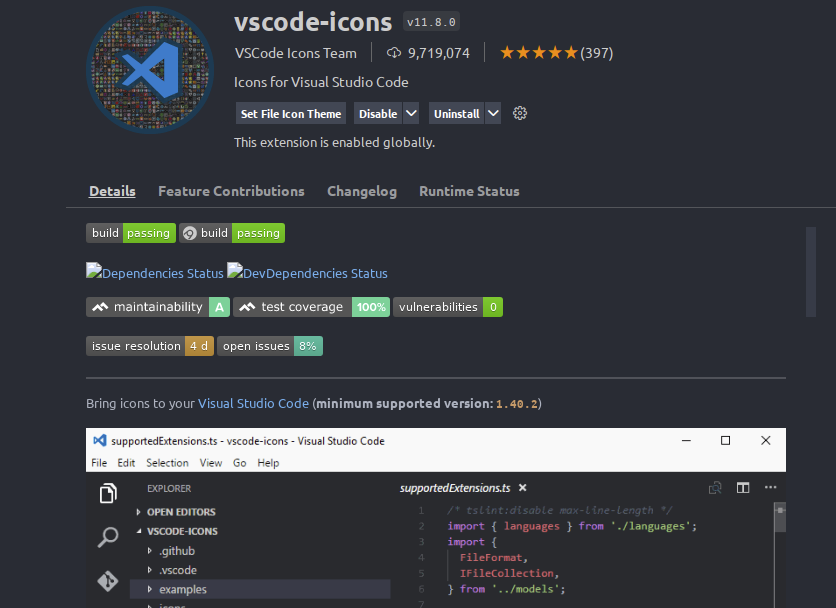 vscode-icons v11.8.0
VSCode Icons Team 9,719,074 (397)
Icons for Visual Studio Code
Set File Icon Theme Disable Uninstall
This extension is enabled globally.
Details Feature Contributions Changelog Runtime Status
build passing build passing
Dependencies Status DevDependencies Status
maintainability A test coverage 100% vulnerabilities 0
issue resolution 4 d open issues 8%
Bring icons to your Visual Studio Code (minimum supported version: 1.40.2)
supportedExtensions.ts - vscode-icons - Visual Studio Code
File Edit Selection View Go Help
EXPLORER
OPEN EDITORS
VSCODE-ICONS
.github
.vscode
examples
icons
supportedExtensions.ts
1 /* tslint:disable max-line-length */
2 import { languages } from './languages';
3 import {
4 FileFormat,
5 IFileCollection,
6 } from '../models';
7